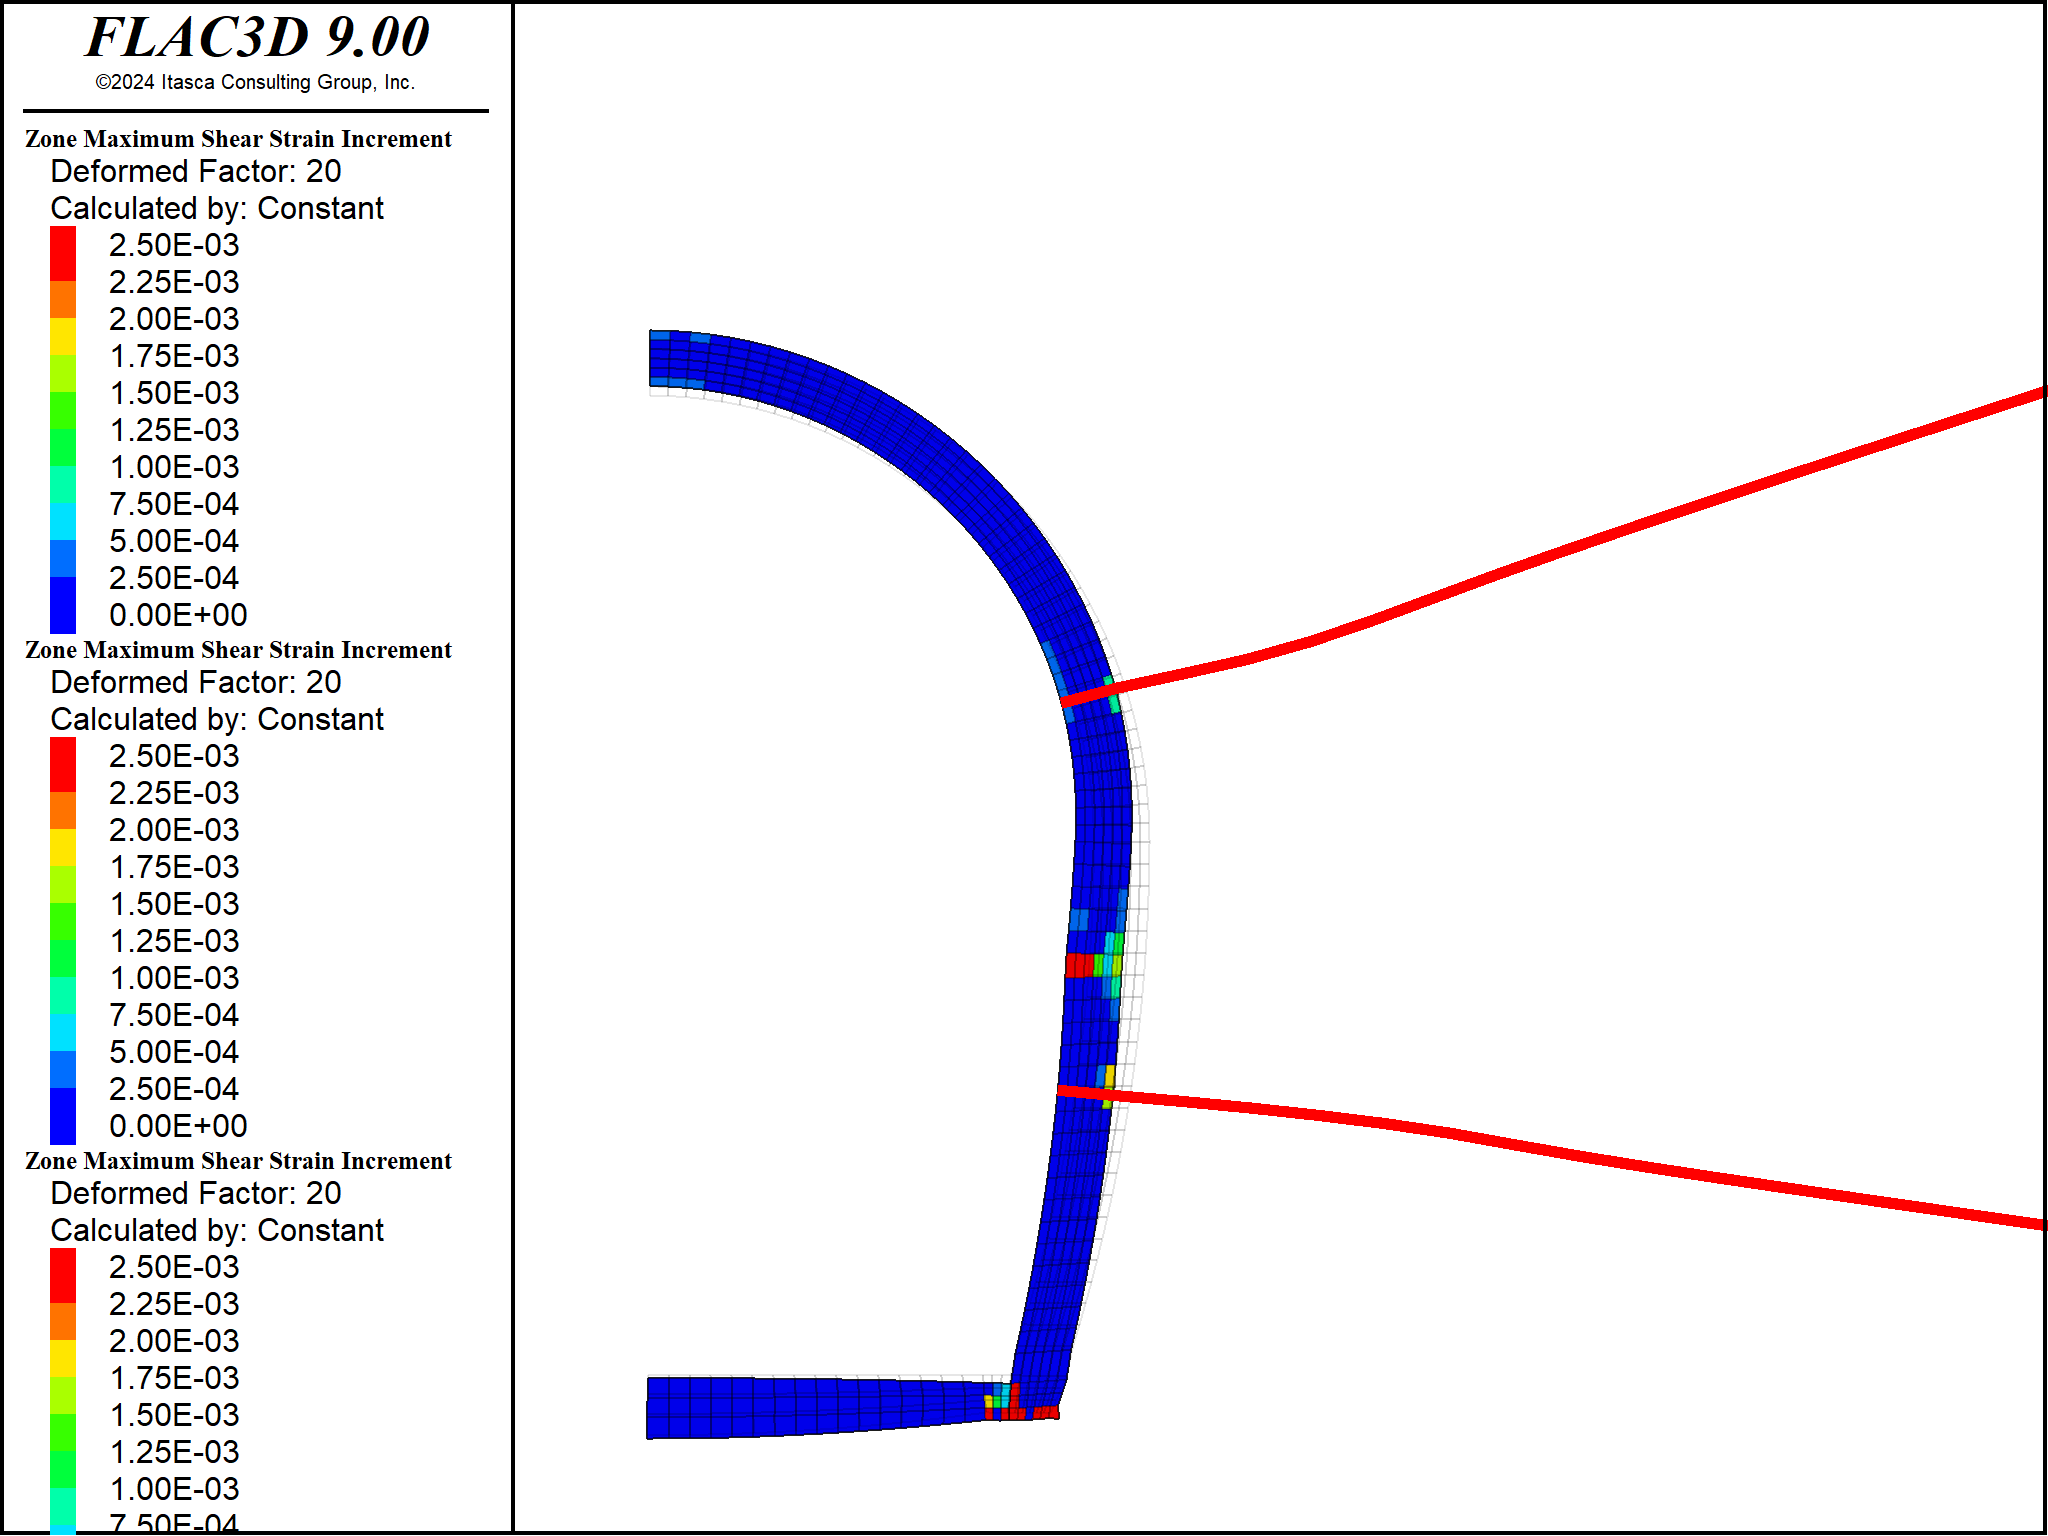 FLAC3D 9.00
©2024 Itasca Consulting Group, Inc.
Zone Maximum Shear Strain Increment
Deformed Factor: 20
Calculated by: Constant
2.50E-03
2.25E-03
2.00E-03
1.75E-03
1.50E-03
1.25E-03
1.00E-03
7.50E-04
5.00E-04
2.50E-04
0.00E+00
Zone Maximum Shear Strain Increment
Deformed Factor: 20
Calculated by: Constant
2.50E-03
2.25E-03
2.00E-03
1.75E-03
1.50E-03
1.25E-03
1.00E-03
7.50E-04
5.00E-04
2.50E-04
0.00E+00
Zone Maximum Shear Strain Increment
Deformed Factor: 20
Calculated by: Constant
2.50E-03
2.25E-03
2.00E-03
1.75E-03
1.50E-03
1.25E-03
1.00E-03
7.50E-04